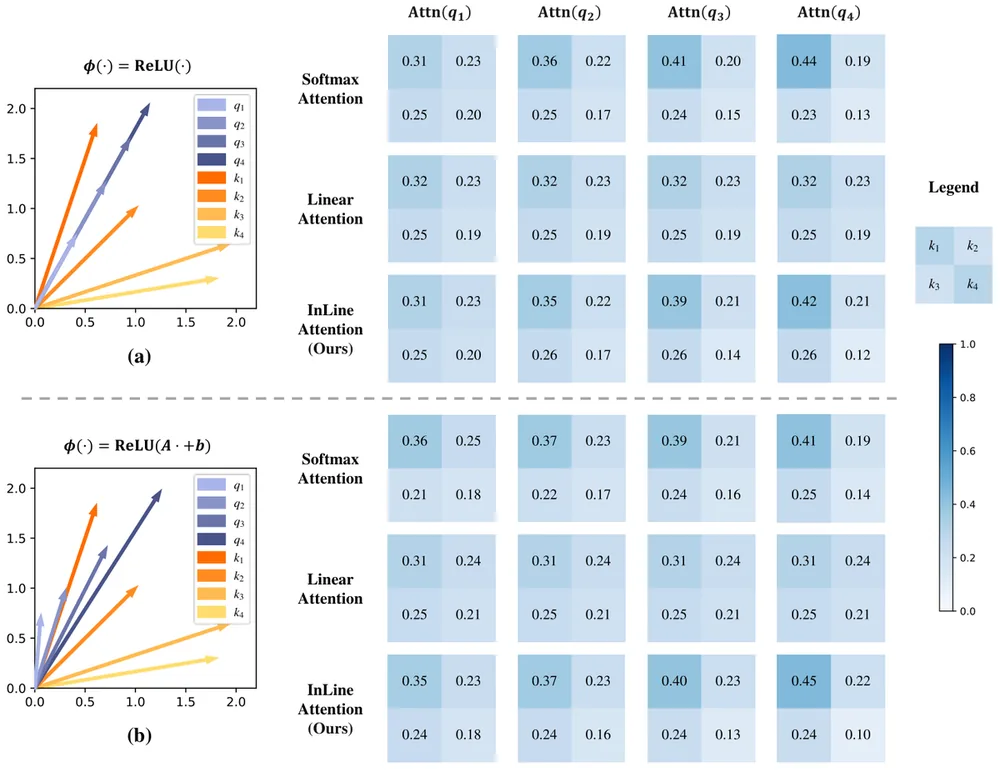 Attn(q₁) Attn(q₂) Attn(q₃) Attn(q₄)
ϕ(·) = ReLU(·)
2.0
1.5
1.0
0.5
0.0
0.0 0.5 1.0 1.5 2.0
q₁
q₂
q₃
q₄
k₁
k₂
k₃
k₄
(a)
Softmax
Attention
0.31 0.23 0.36 0.22 0.41 0.20 0.44 0.19
0.25 0.20 0.25 0.17 0.24 0.15 0.23 0.13
Linear
Attention
0.32 0.23 0.32 0.23 0.32 0.23 0.32 0.23
0.25 0.19 0.25 0.19 0.25 0.19 0.25 0.19
InLine
Attention
(Ours)
0.31 0.23 0.35 0.22 0.39 0.21 0.42 0.21
0.25 0.20 0.26 0.17 0.26 0.14 0.26 0.12
Legend
k₁ k₂
k₃ k₄
1.0
0.8
0.6
0.4
0.2
0.0
ϕ(·) = ReLU(A · +b)
2.0
1.5
1.0
0.5
0.0
0.0 0.5 1.0 1.5 2.0
q₁
q₂
q₃
q₄
k₁
k₂
k₃
k₄
(b)
Softmax
Attention
0.36 0.25 0.37 0.23 0.39 0.21 0.41 0.19
0.21 0.18 0.22 0.17 0.24 0.16 0.25 0.14
Linear
Attention
0.31 0.24 0.31 0.24 0.31 0.24 0.31 0.24
0.25 0.21 0.25 0.21 0.25 0.21 0.25 0.21
InLine
Attention
(Ours)
0.35 0.23 0.37 0.23 0.40 0.23 0.45 0.22
0.24 0.18 0.24 0.16 0.24 0.13 0.24 0.10